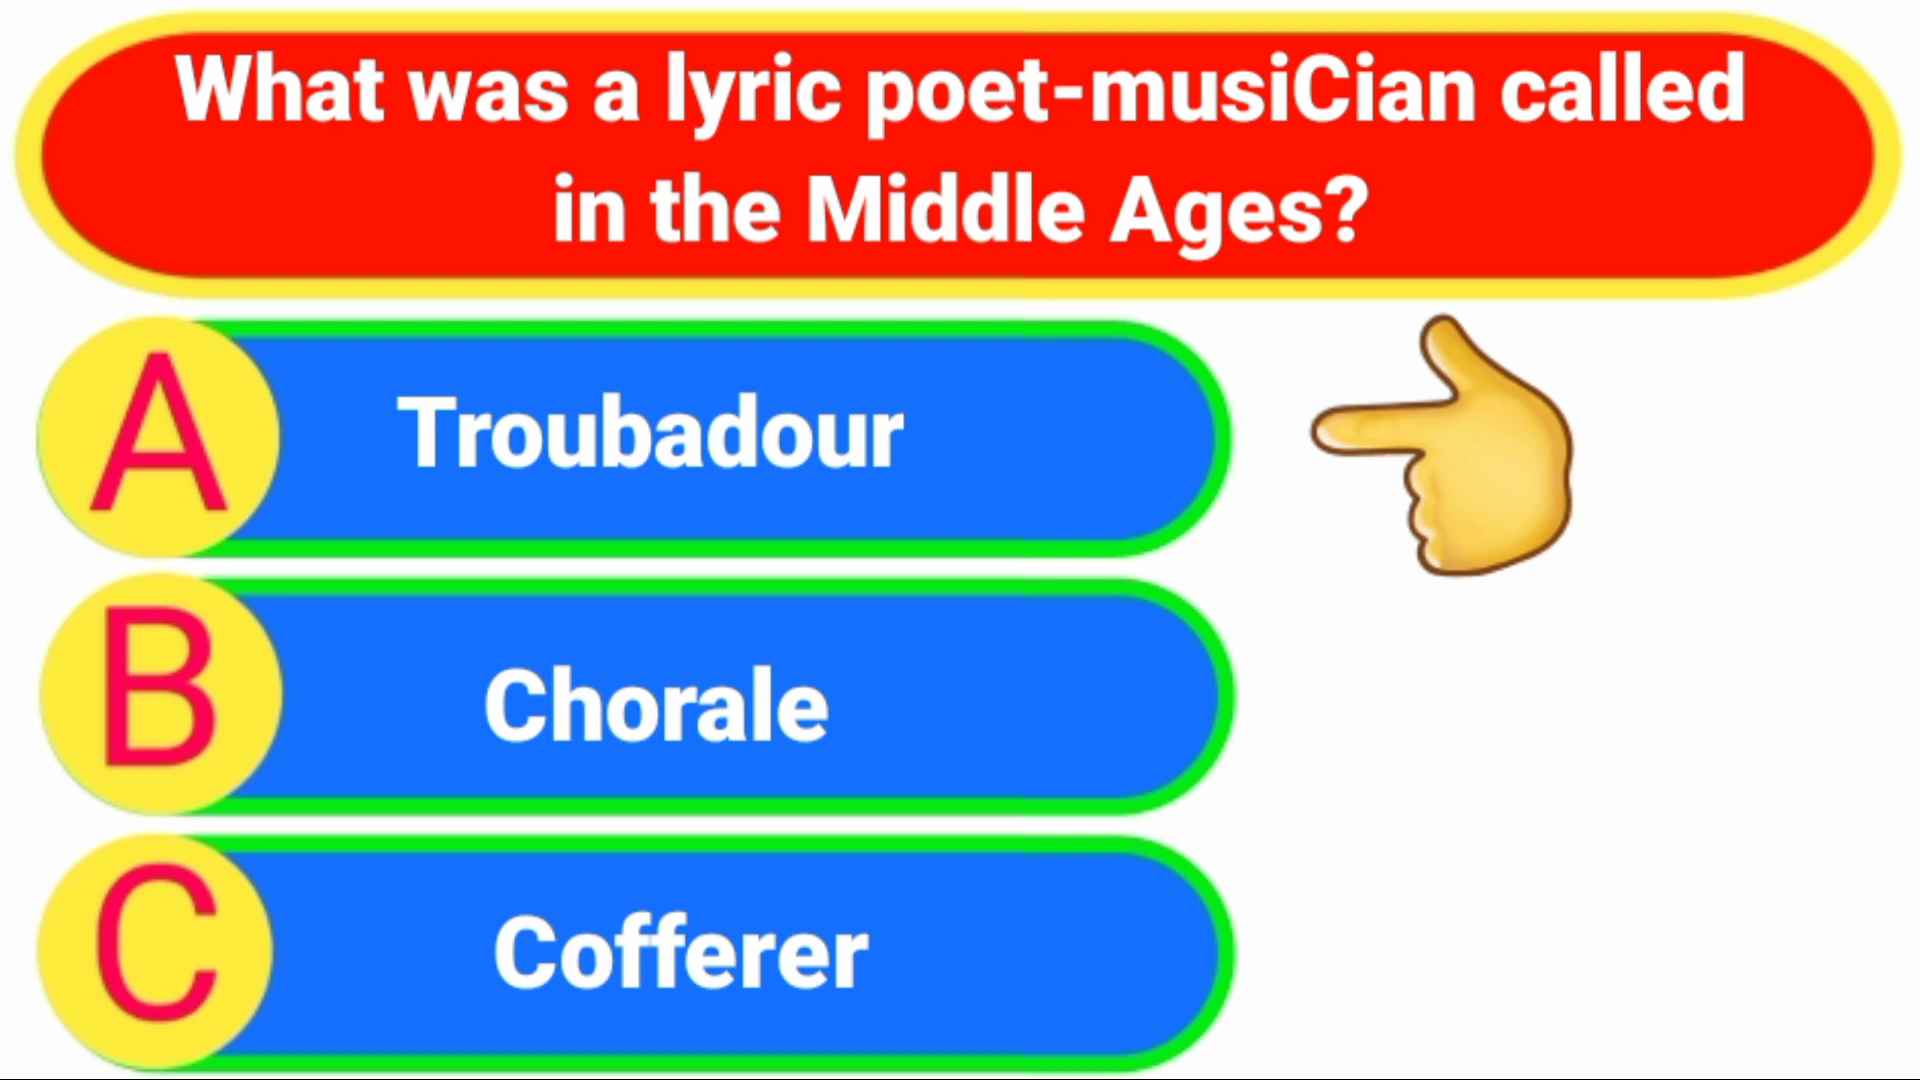 What was a lyric poet-musiCian called
in the Middle Ages?
A
Troubadour
B
Chorale
C
Cofferer